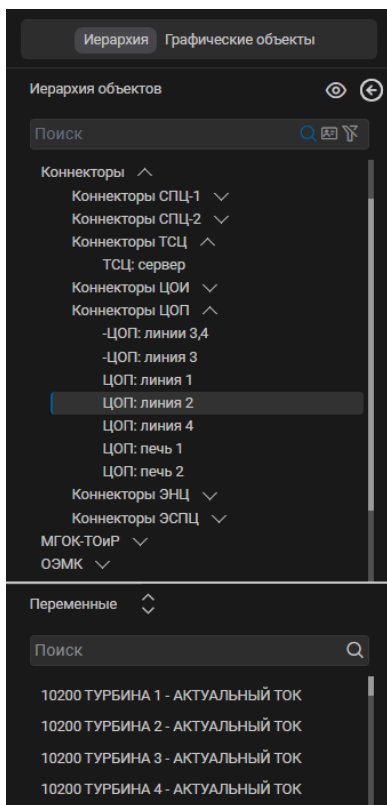 Иерархия Графические объекты
Иерархия объектов
Поиск
Коннекторы
Коннекторы СПЦ-1
Коннекторы СПЦ-2
Коннекторы ТСЦ
ТСЦ: сервер
Коннекторы ЦОИ
Коннекторы ЦОП
-ЦОП: линии 3,4
-ЦОП: линия 3
ЦОП: линия 1
ЦОП: линия 2
ЦОП: линия 4
ЦОП: печь 1
ЦОП: печь 2
Коннекторы ЭНЦ
Коннекторы ЭСПЦ
МГОК-ТОиР
ОЭМК
Переменные
Поиск
10200 ТУРБИНА 1 - АКТУАЛЬНЫЙ ТОК
10200 ТУРБИНА 2 - АКТУАЛЬНЫЙ ТОК
10200 ТУРБИНА 3 - АКТУАЛЬНЫЙ ТОК
10200 ТУРБИНА 4 - АКТУАЛЬНЫЙ ТОК